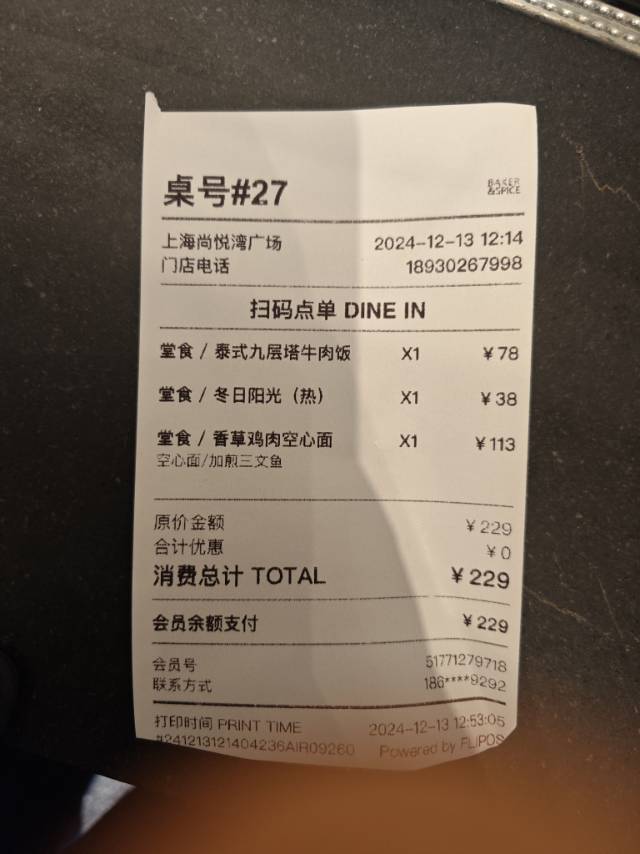 桌号#27
BAKER
&SPICE
上海尚悦湾广场 2024-12-13 12:14
门店电话 18930267998
扫码点单 DINE IN
堂食 / 泰式九层塔牛肉饭 X1 ¥78
堂食 / 冬日阳光（热） X1 ¥38
堂食 / 香草鸡肉空心面 X1 ¥113
空心面/加煎三文鱼
原价金额 ¥229
合计优惠 ¥0
消费总计 TOTAL ¥229
会员余额支付 ¥229
会员号 51771279718
联系方式 186****9292
打印时间 PRINT TIME 2024-12-13 12:53:05
#241213121404236AIR09260 Powered by FLIPOS